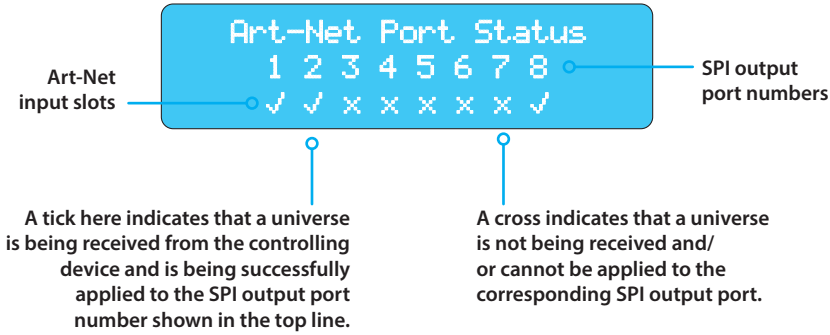 Art-Net Port Status
1 2 3 4 5 6 7 8
✓ ✓ x x x x x ✓
Art-Net
input slots
SPI output
port numbers
A tick here indicates that a universe
is being received from the controlling
device and is being successfully
applied to the SPI output port
number shown in the top line.
A cross indicates that a universe
is not being received and/
or cannot be applied to the
corresponding SPI output port.